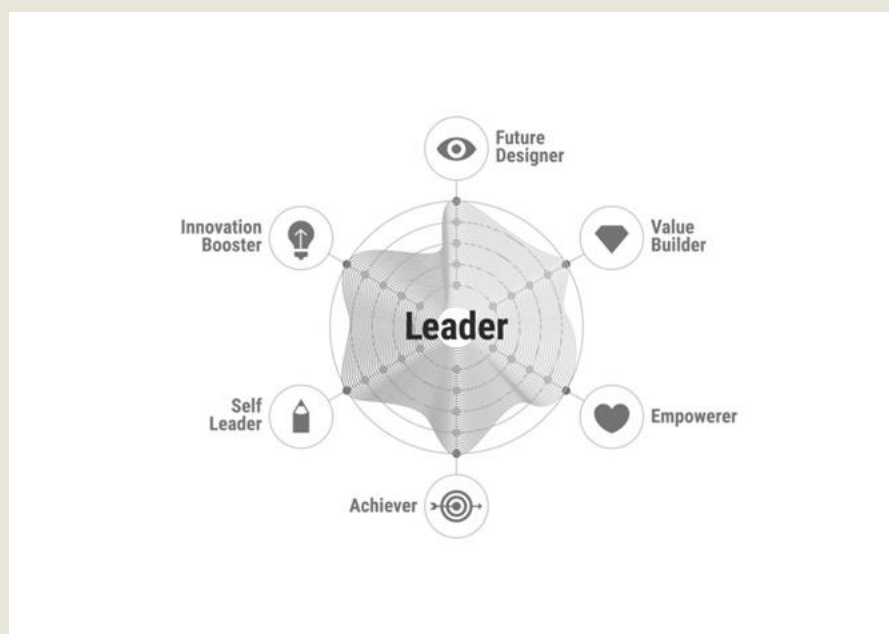 Future
Designer
Innovation
Booster
Value
Builder
Leader
Self
Leader
Empowerer
Achiever